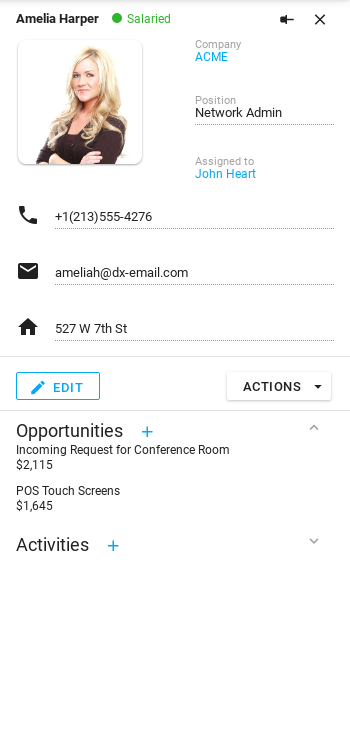 Amelia Harper
Salaried
Company
ACME
Position
Network Admin
Assigned to
John Heart
+1(213)555-4276
ameliah@dx-email.com
527 W 7th St
EDIT
ACTIONS
Opportunities
Incoming Request for Conference Room
$2,115
POS Touch Screens
$1,645
Activities